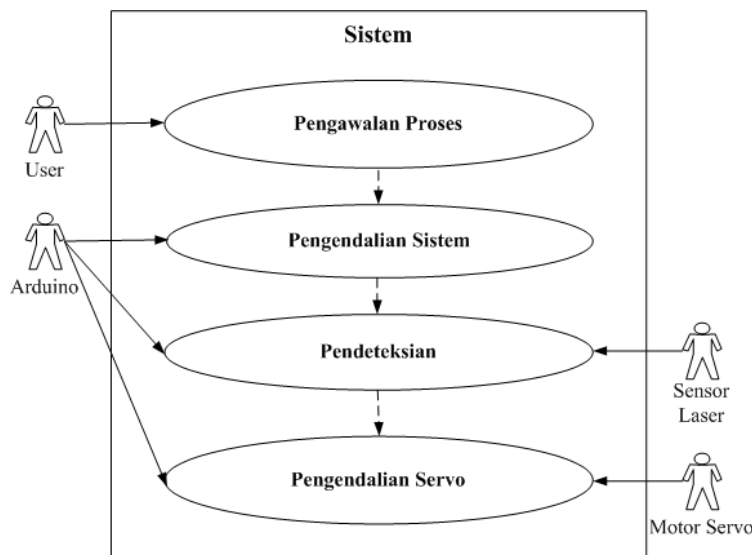 Sistem
Pengawalan Proses
User
Pengendalian Sistem
Arduino
Pendeteksian
Sensor
Laser
Pengendalian Servo
Motor Servo